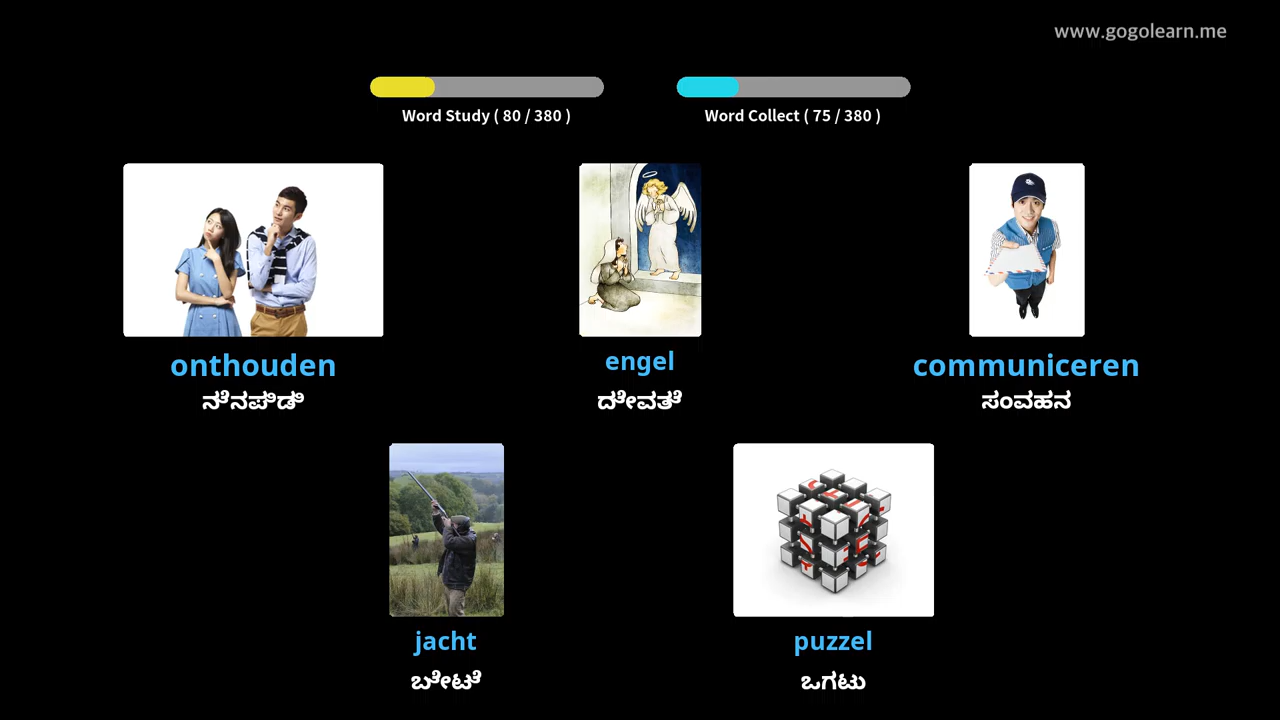 www.gogolearn.me
Word Study ( 80 / 380 )
Word Collect ( 75 / 380 )
onthouden
ನೆನಪಿಡಿ
engel
ದೇವತೆ
communiceren
ಸಂವಹನ
jacht
ಬೇಟೆ
puzzel
ಒಗಟು